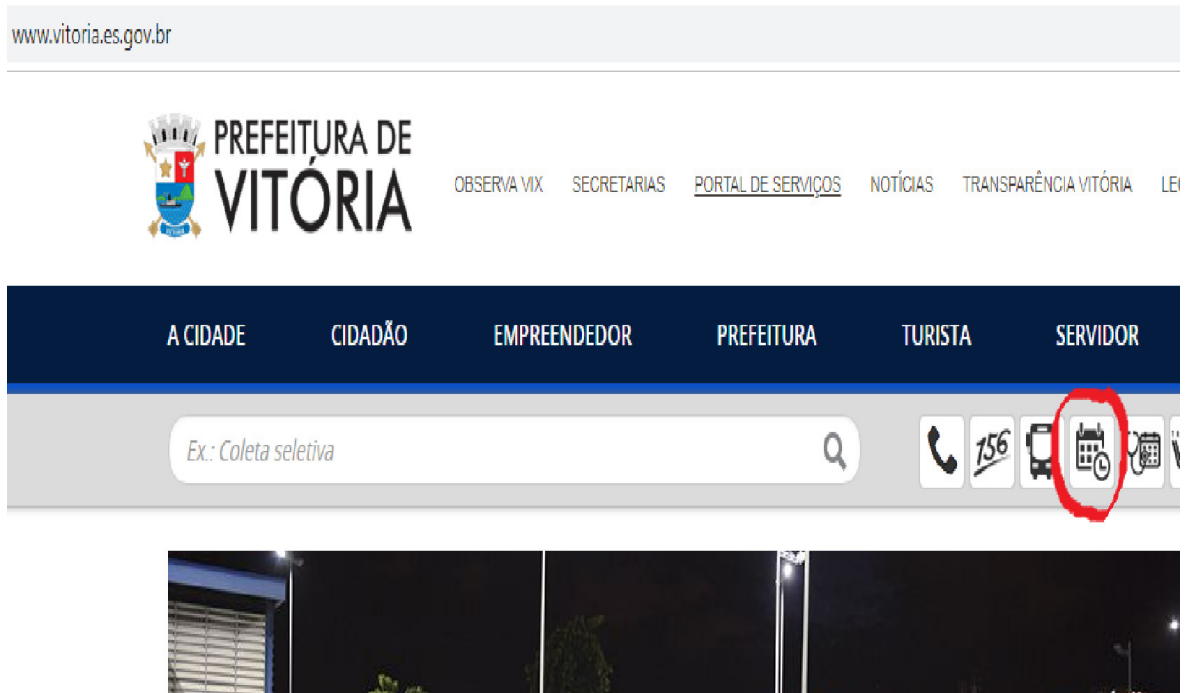 www.vitoria.es.gov.br
PREFEITURA DE
VITÓRIA
OBSERVA VIX SECRETARIAS PORTAL DE SERVIÇOS NOTÍCIAS TRANSPARÊNCIA VITÓRIA
A CIDADE CIDADÃO EMPREENDEDOR PREFEITURA TURISTA SERVIDOR
Ex.: Coleta seletiva
156